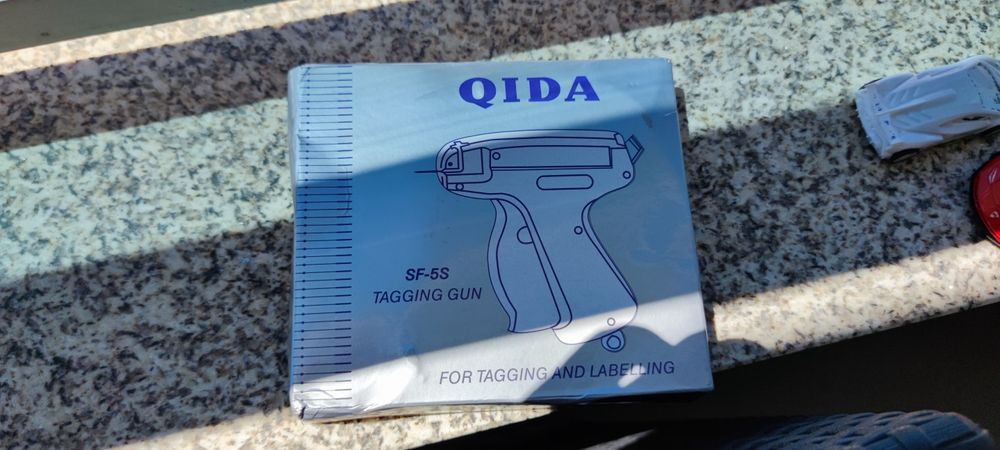 QIDA
SF-5S
TAGGING GUN
FOR TAGGING AND LABELLING